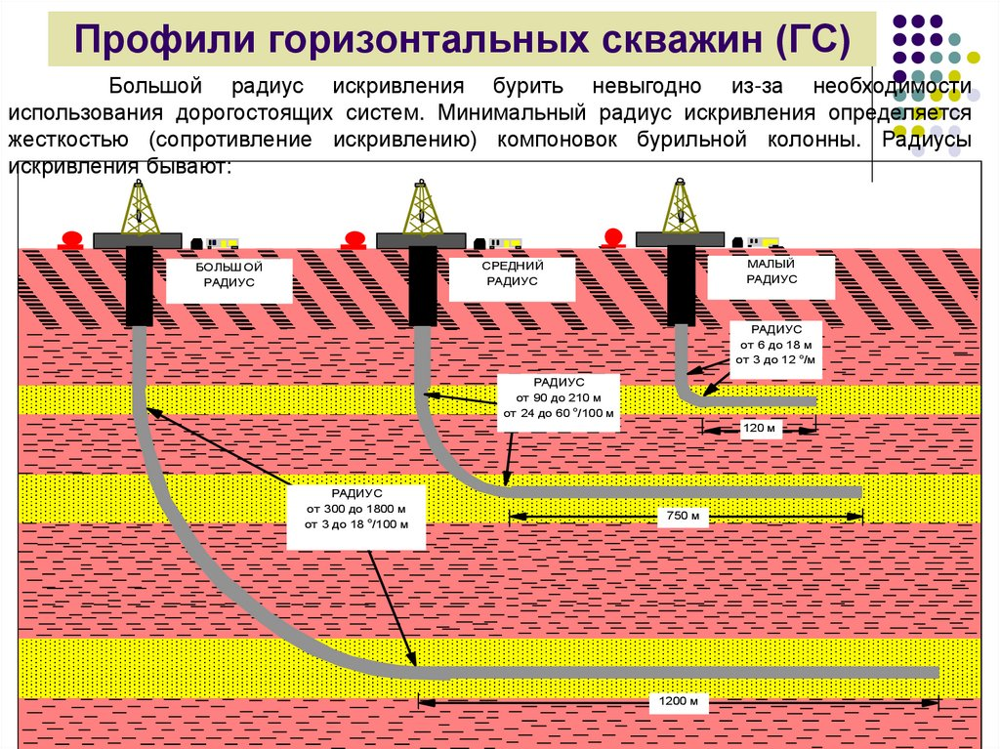 Профили горизонтальных скважин (ГС)
Большой радиус искривления бурить невыгодно из-за необходимости
использования дорогостоящих систем. Минимальный радиус искривления определяется
жесткостью (сопротивление искривлению) компоновок бурильной колонны. Радиусы
искривления бывают:
БОЛЬШОЙ
РАДИУС
СРЕДНИЙ
РАДИУС
МАЛЫЙ
РАДИУС
РАДИУС
от 6 до 18 м
от 3 до 12 °/м
РАДИУС
от 90 до 210 м
от 24 до 60 °/100 м
120 м
РАДИУС
от 300 до 1800 м
от 3 до 18 °/100 м
750 м
1200 м